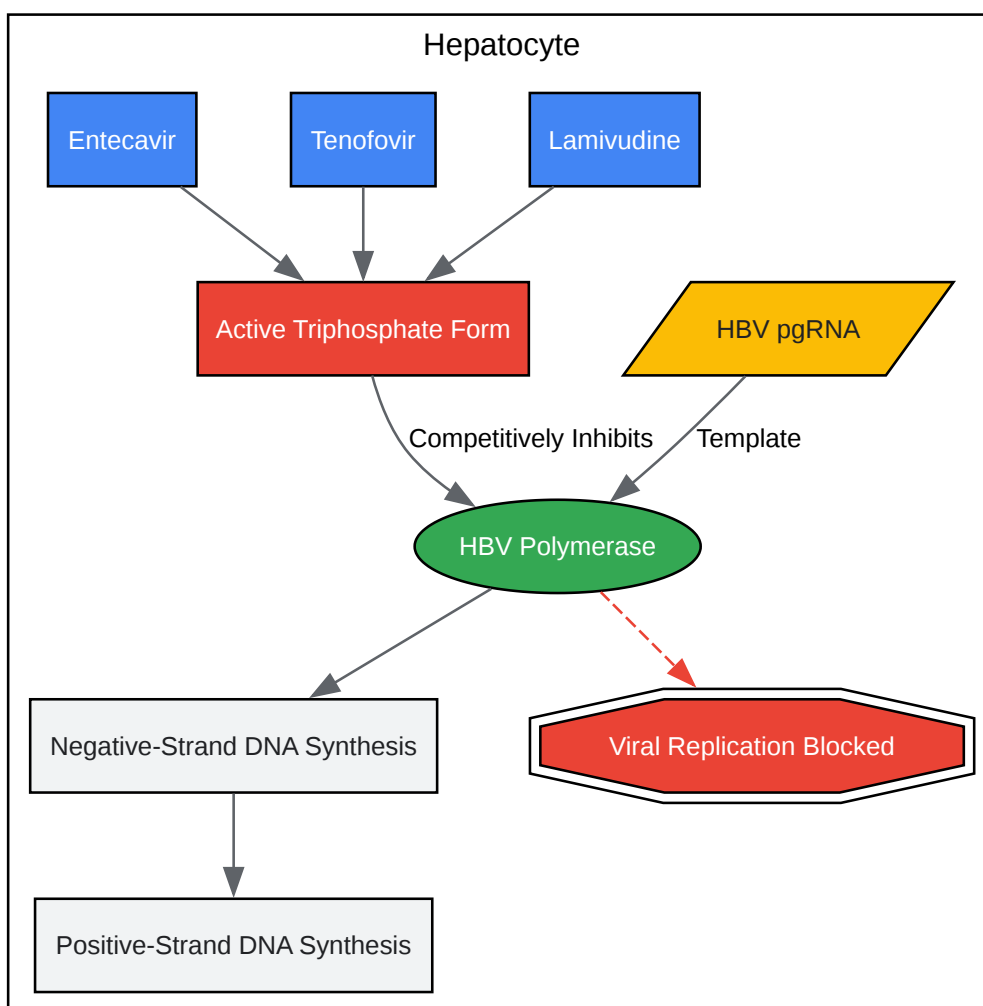 Hepatocyte
Entecavir
Tenofovir
Lamivudine
Active Triphosphate Form
HBV pgRNA
Competitively Inhibits
Template
HBV Polymerase
Negative-Strand DNA Synthesis
Viral Replication Blocked
Positive-Strand DNA Synthesis